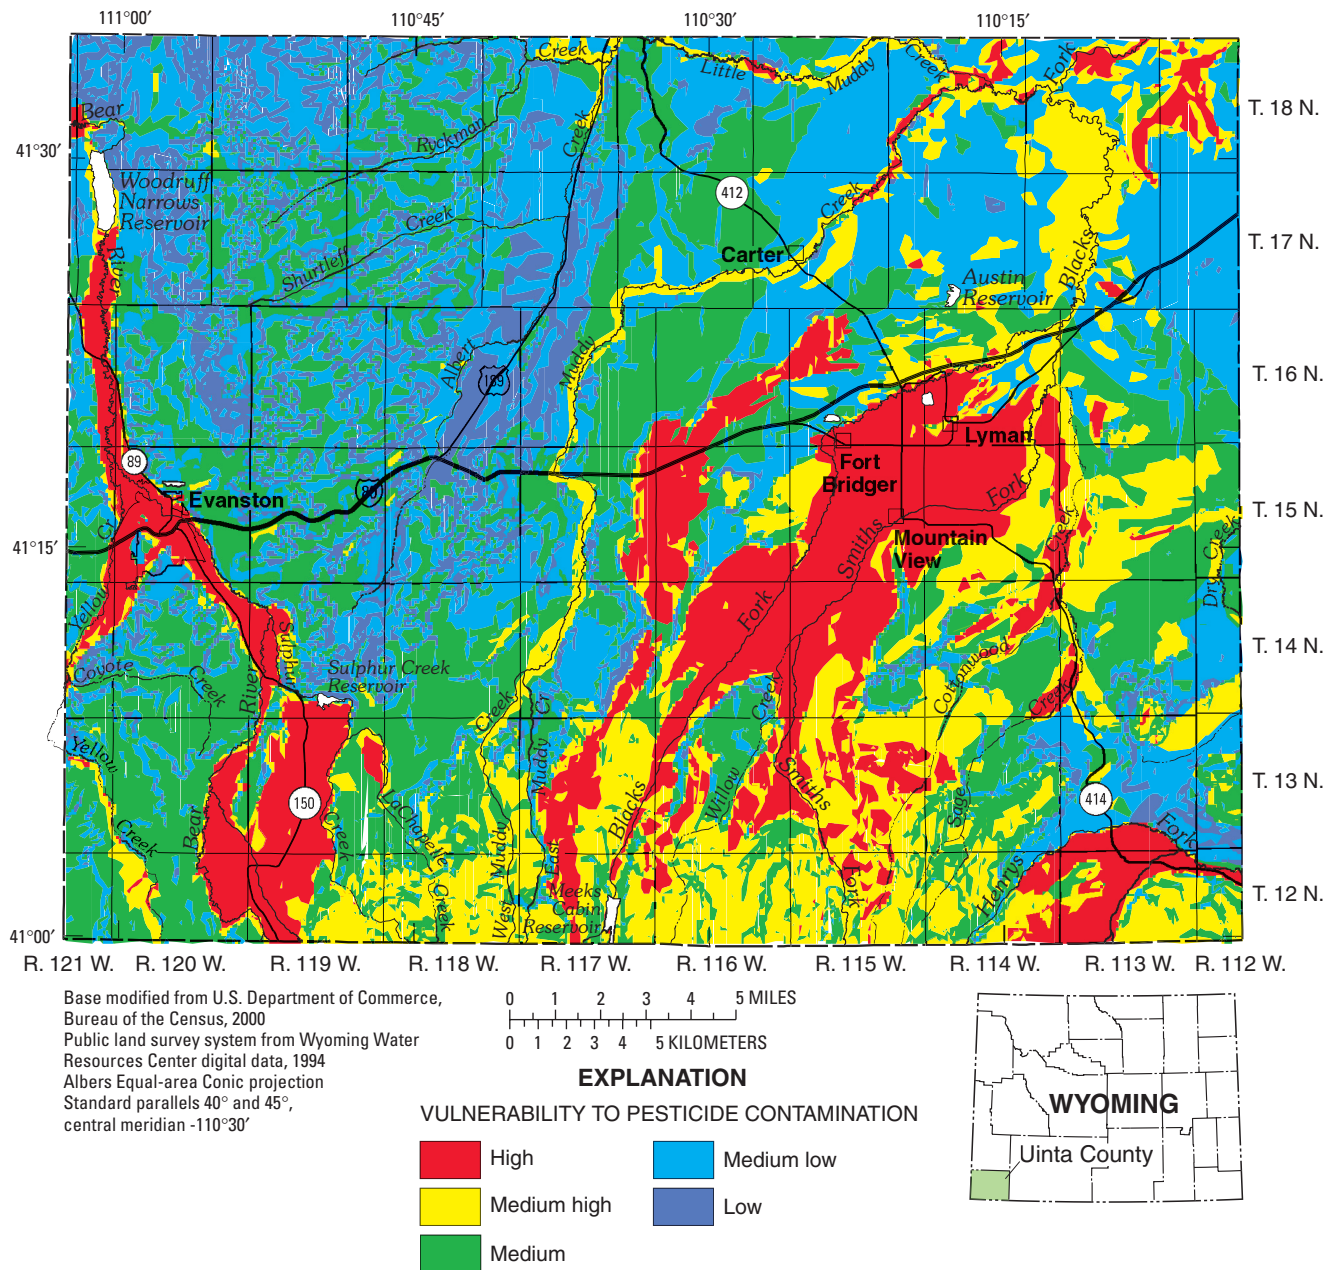 111°00′
110°45′
110°30′
110°15′
Creek
Little
Muddy
Creek
Fork
T. 18 N.
Bear
Ryckman
Creek
41°30′
Woodruff
Narrows
Reservoir
412
Creek
Creek
Shurtleff
River
Carter
Blacks
T. 17 N.
Austin
Reservoir
Albert
Muddy
189
T. 16 N.
Lyman
89
Fort
Bridger
Evanston
80
Fork
Smiths
Mountain
View
Creek
T. 15 N.
Cr
41°15′
Dry Creek
Yellow
Fork
Sulphur
Coyote
Creek
River
Sulphur Creek
Reservoir
Cottonwood
Creek
T. 14 N.
Creek
Muddy Cr
Creek
Yellow
Creek
150
Bear
Creek
LaChapelle
Creek
Blacks
Willow
Smiths
Fork
Sage
414
T. 13 N.
Fork
Henrys
West Muddy
East
Meeks
Cabin
Reservoir
T. 12 N.
41°00′
R. 121 W. R. 120 W. R. 119 W. R. 118 W. R. 117 W. R. 116 W. R. 115 W. R. 114 W. R. 113 W. R. 112 W.
Base modified from U.S. Department of Commerce,
Bureau of the Census, 2000
Public land survey system from Wyoming Water
Resources Center digital data, 1994
Albers Equal-area Conic projection
Standard parallels 40° and 45°,
central meridian -110°30′
0 1 2 3 4 5 MILES
0 1 2 3 4 5 KILOMETERS
EXPLANATION
VULNERABILITY TO PESTICIDE CONTAMINATION
High
Medium high
Medium
Medium low
Low
WYOMING
Uinta County